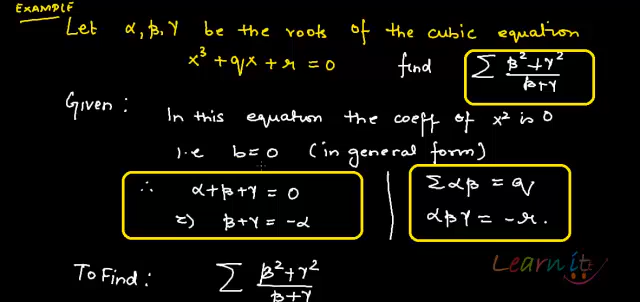 EXAMPLE
Let α, β, γ be the roots of the cubic equation
x³ + qx + r = 0 find ∑ (β² + γ²)/(β + γ)
Given : In this equation the coeff of x² is 0
i.e b = 0 (in general form)
∴ α + β + γ = 0 ∑αβ = q
⇒ β + γ = -α αβγ = -r.
Learnit
To Find : ∑ (β² + γ²)/(β + γ)